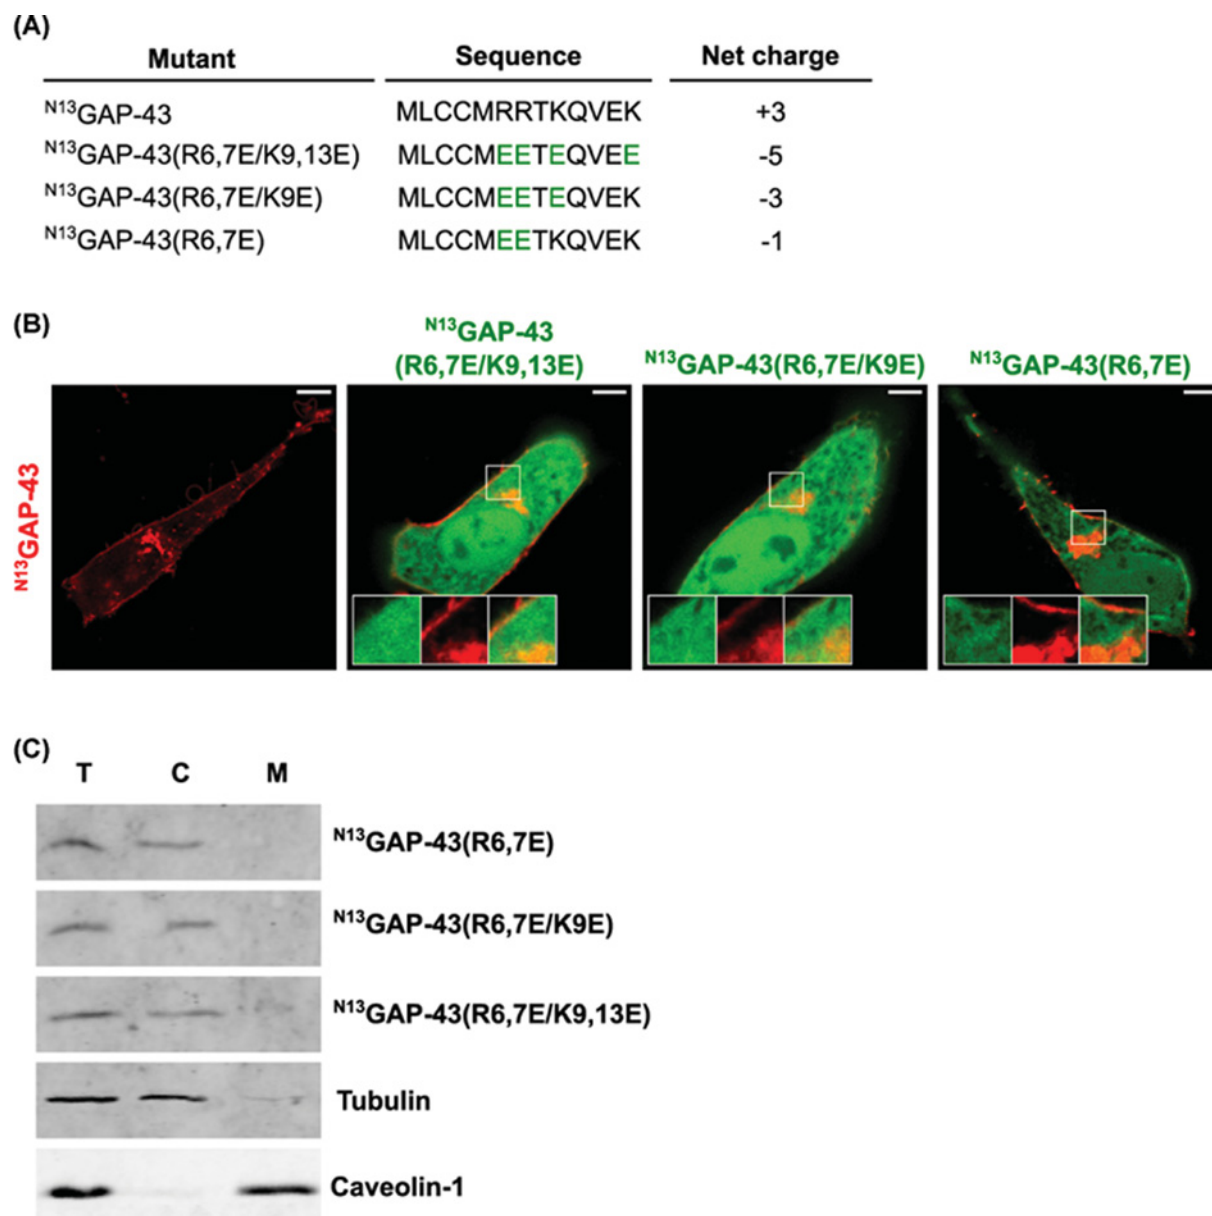 (A)
Mutant Sequence Net charge
N13GAP-43 MLCCMRRTKQVEK +3
N13GAP-43(R6,7E/K9,13E) MLCCMEETEQVEE -5
N13GAP-43(R6,7E/K9E) MLCCMEETEQVEK -3
N13GAP-43(R6,7E) MLCCMEETKQVEK -1
(B)
N13GAP-43
(R6,7E/K9,13E)
N13GAP-43(R6,7E/K9E)
N13GAP-43(R6,7E)
N13GAP-43
(C)
T C M
N13GAP-43(R6,7E)
N13GAP-43(R6,7E/K9E)
N13GAP-43(R6,7E/K9,13E)
Tubulin
Caveolin-1